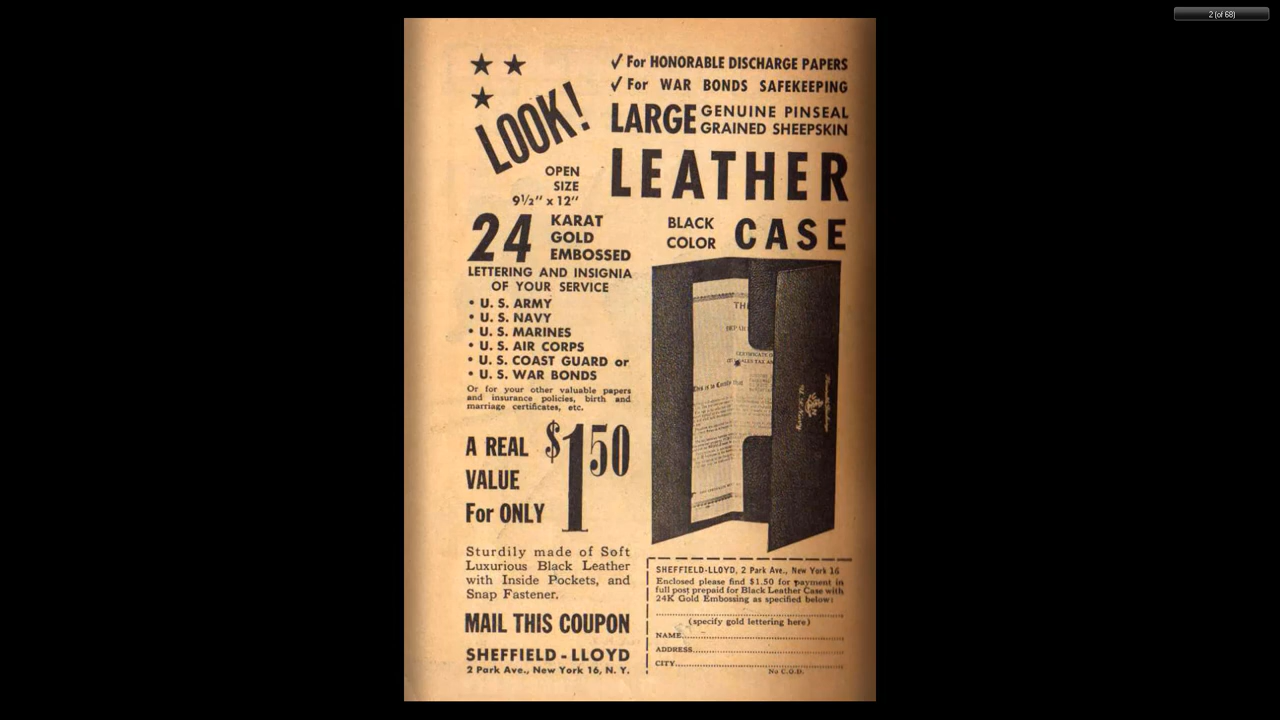 2 (of 68)
LOOK!
✓ For HONORABLE DISCHARGE PAPERS
✓ For WAR BONDS SAFEKEEPING
LARGE GENUINE PINSEAL
GRAINED SHEEPSKIN
LEATHER
CASE
BLACK
COLOR
OPEN
SIZE
9½" x 12"
24 KARAT
GOLD
EMBOSSED
LETTERING AND INSIGNIA
OF YOUR SERVICE
• U. S. ARMY
• U. S. NAVY
• U. S. MARINES
• U. S. AIR CORPS
• U. S. COAST GUARD or
• U. S. WAR BONDS
Or for your other valuable papers
and insurance policies, birth and
marriage certificates, etc.
A REAL
VALUE
For ONLY
$1.50
Sturdily made of Soft
Luxurious Black Leather
with Inside Pockets, and
Snap Fastener.
MAIL THIS COUPON
SHEFFIELD - LLOYD
2 Park Ave., New York 16, N. Y.
U. S. Navy
SHEFFIELD-LLOYD, 2 Park Ave., New York 16
Enclosed please find $1.50 for payment in
full post prepaid for Black Leather Case with
24K Gold Embossing as specified below:
(specify gold lettering here)
NAME
ADDRESS
CITY
No C.O.D.